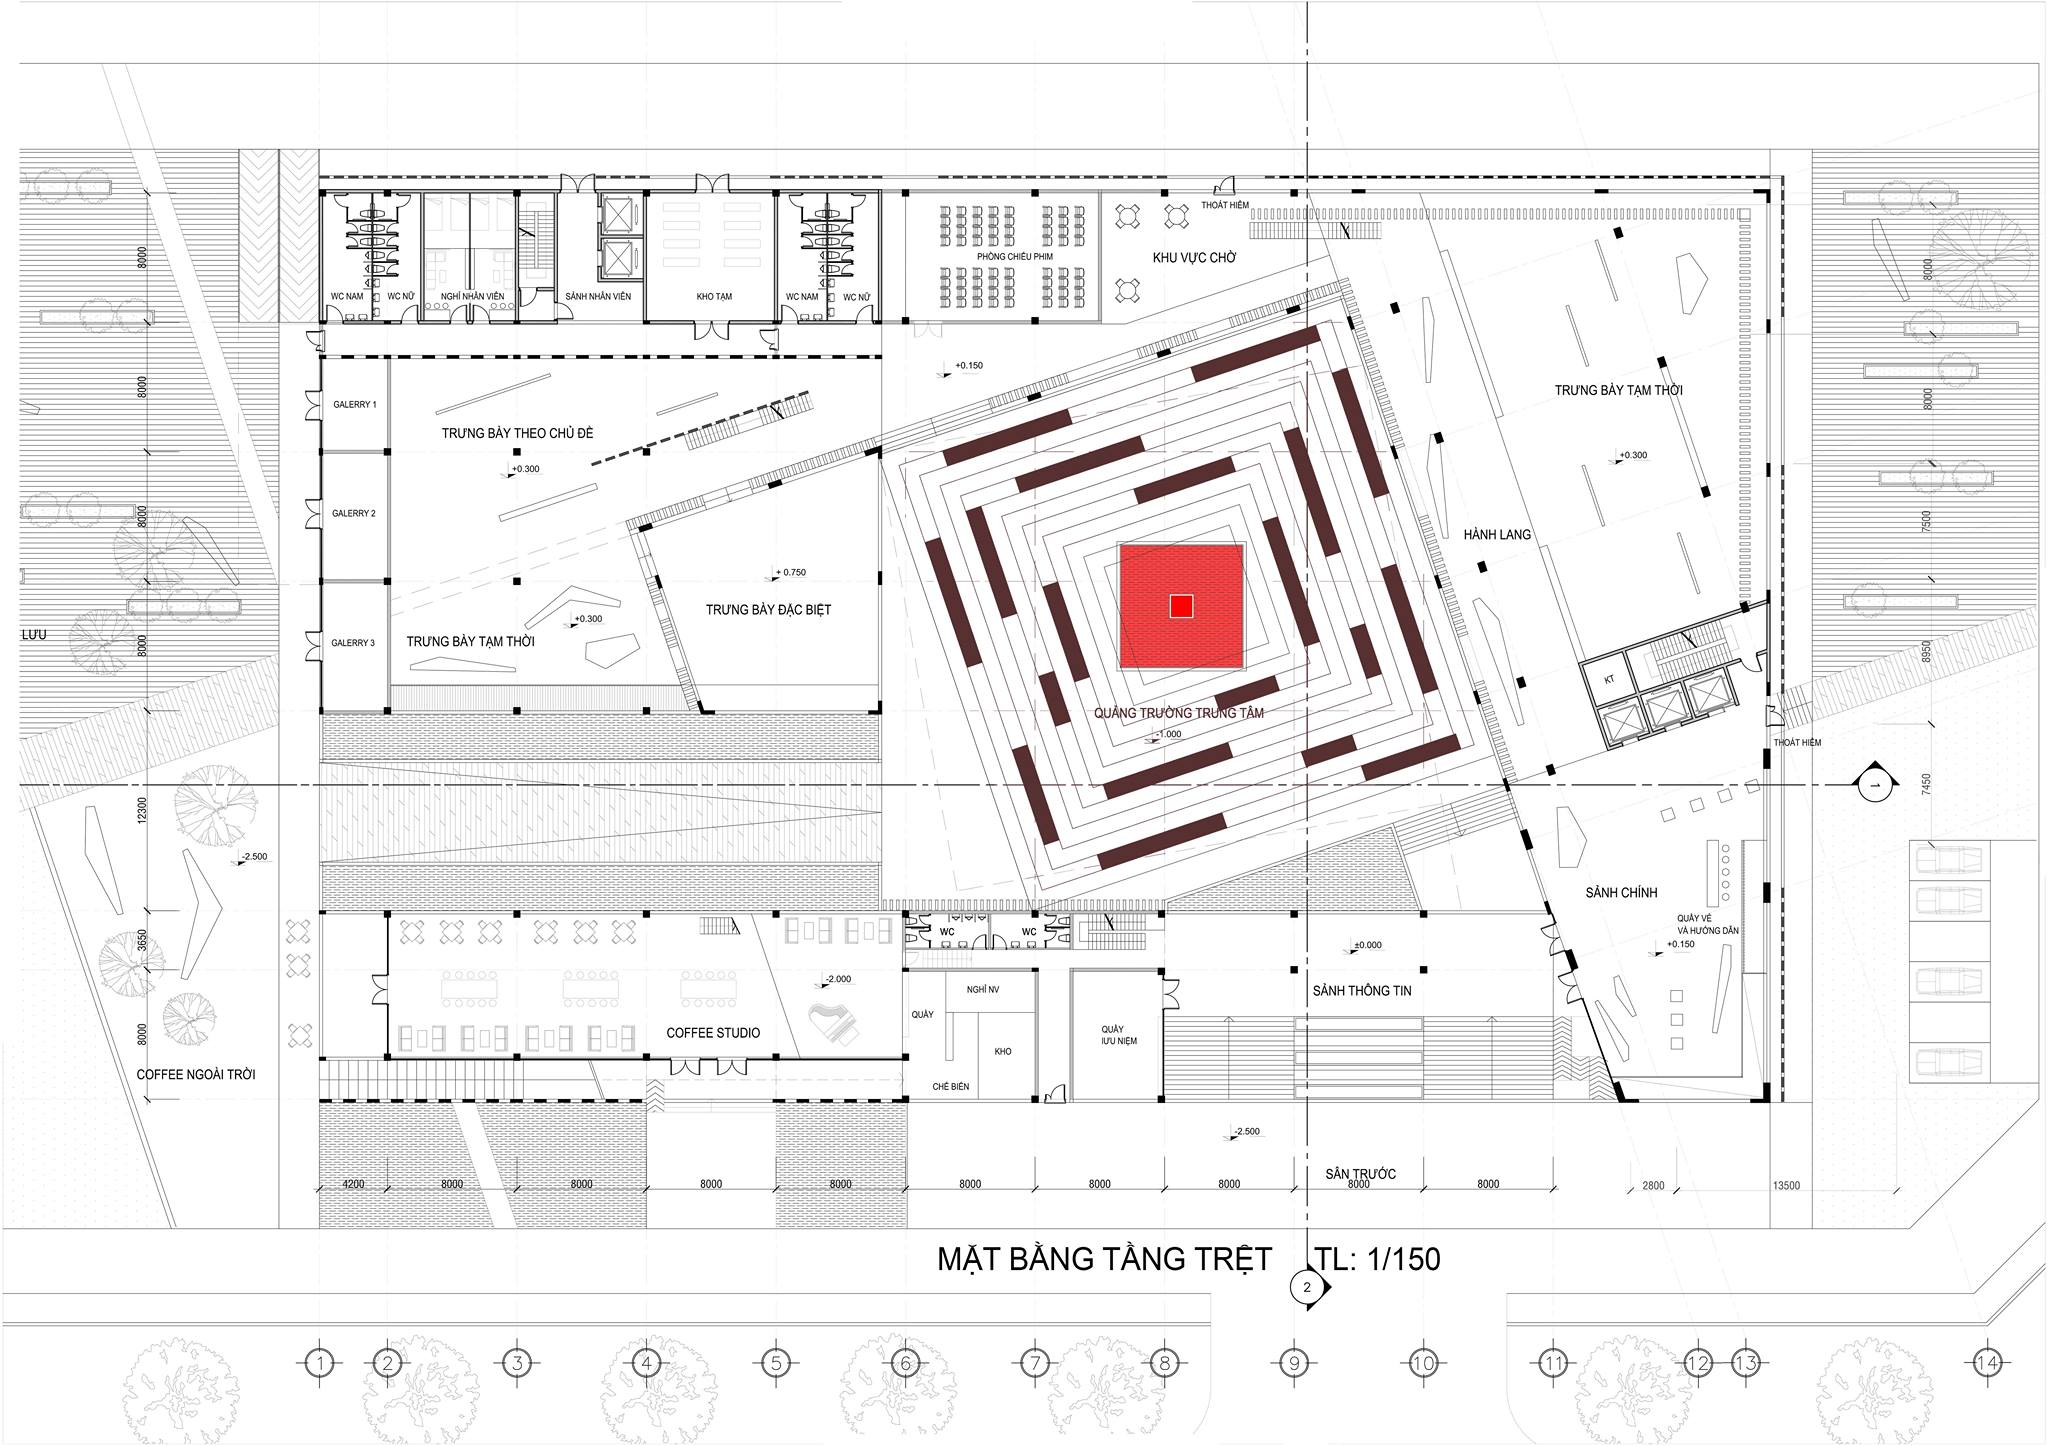 THOÁT HIỂM
8000
WC NAM
WC NỮ
NGHỈ NHÂN VIÊN
SẢNH NHÂN VIÊN
KHO TẠM
WC NAM
WC NỮ
PHÒNG CHIẾU PHIM
KHU VỰC CHỜ
8000
+0.150
8000
GALERRY 1
TRƯNG BÀY THEO CHỦ ĐỀ
+0.300
TRƯNG BÀY TẠM THỜI
+0.300
8000
8000
GALERRY 2
HÀNH LANG
7500
+ 0.750
TRƯNG BÀY ĐẶC BIỆT
+0.300
TRƯNG BÀY TẠM THỜI
LƯU
8000
GALERRY 3
8950
KT
QUẢNG TRƯỜNG TRUNG TÂM
-1.000
THOÁT HIỂM
12300
7450
1
-2.500
SẢNH CHÍNH
QUẦY VÉ
VÀ HƯỚNG DẪN
+0.150
3650
WC
WC
±0.000
-2.000
NGHỈ NV
SẢNH THÔNG TIN
QUẦY
COFFEE STUDIO
QUẦY
LƯU NIỆM
8000
KHO
COFFEE NGOÀI TRỜI
CHẾ BIẾN
-2.500
SÂN TRƯỚC
4200
8000
8000
8000
8000
8000
8000
8000
8000
8000
2800
13500
MẶT BẰNG TẦNG TRỆT TL: 1/150
2
1
2
3
4
5
6
7
8
9
10
11
12
13
14